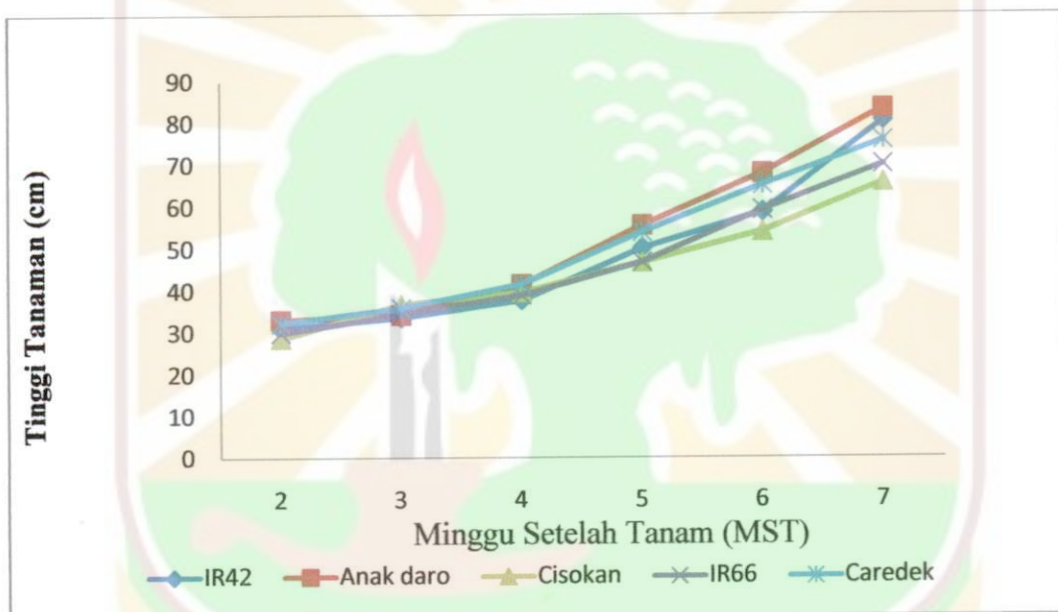 Tinggi Tanaman (cm)
90
80
70
60
50
40
30
20
10
0
2 3 4 5 6 7
Minggu Setelah Tanam (MST)
IR42 Anak daro Cisokan IR66 Caredek